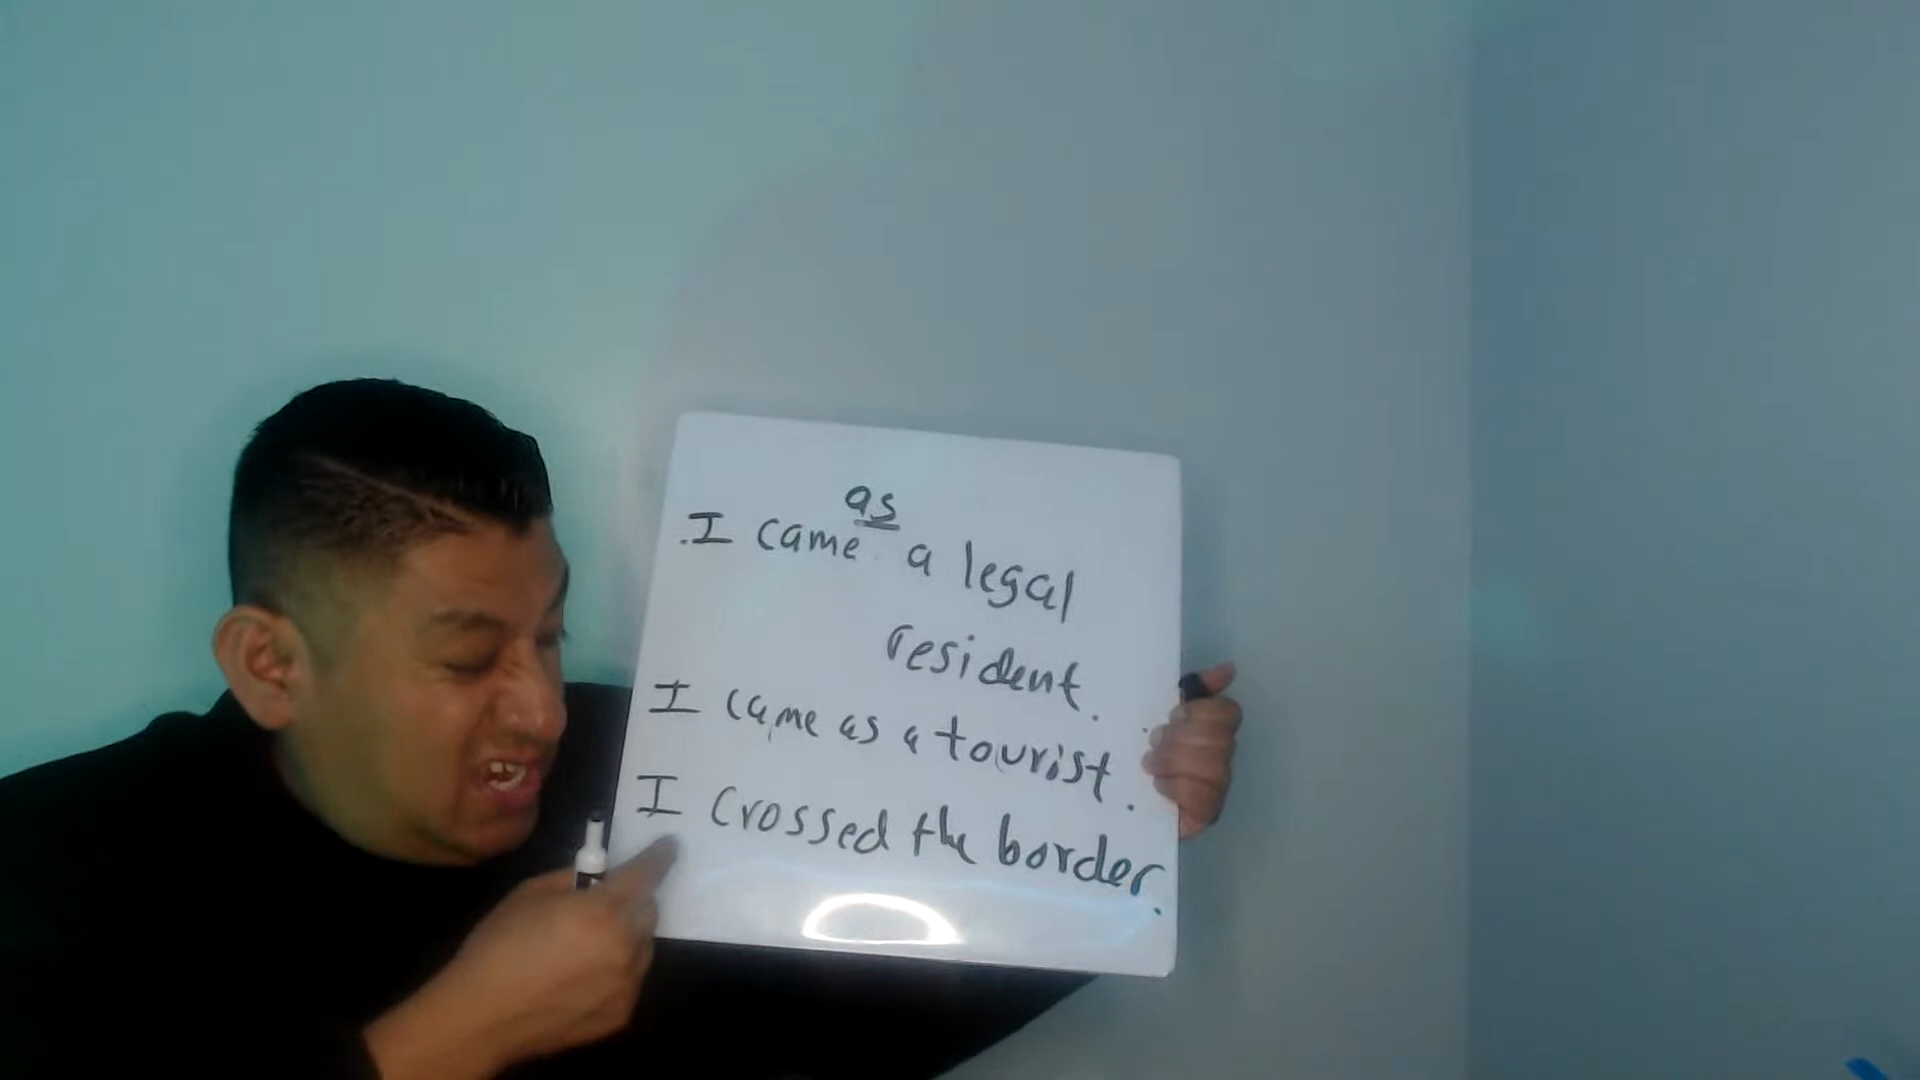 as
.I came a legal
resident.
I came as a tourist.
I crossed the border.